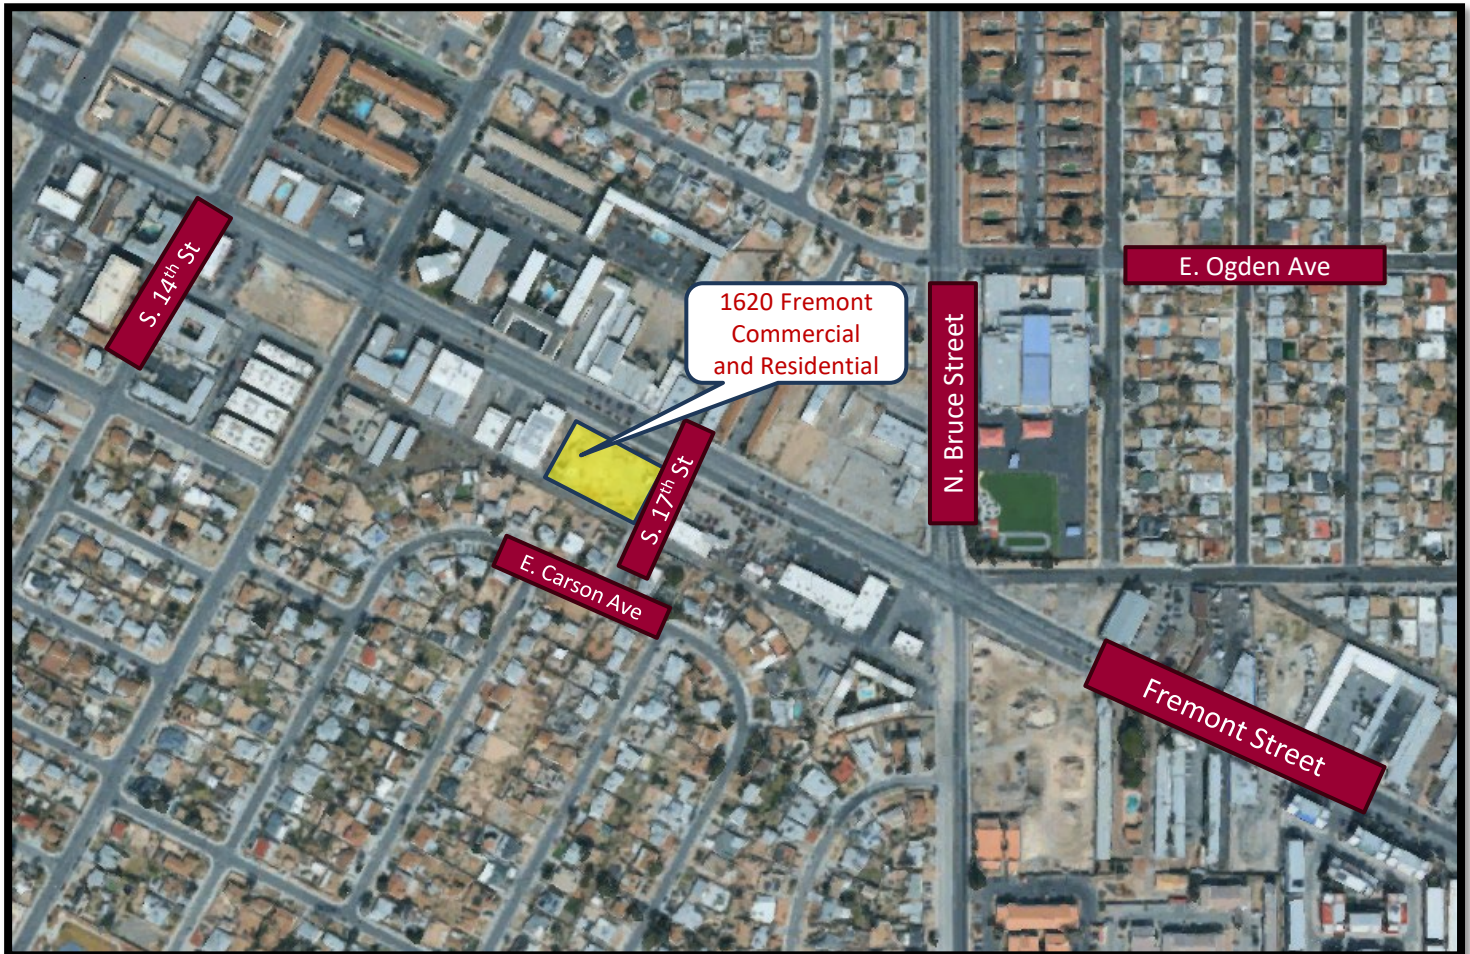 S. 14th St
E. Ogden Ave
1620 Fremont
Commercial
and Residential
N. Bruce Street
S. 17th St
E. Carson Ave
Fremont Street